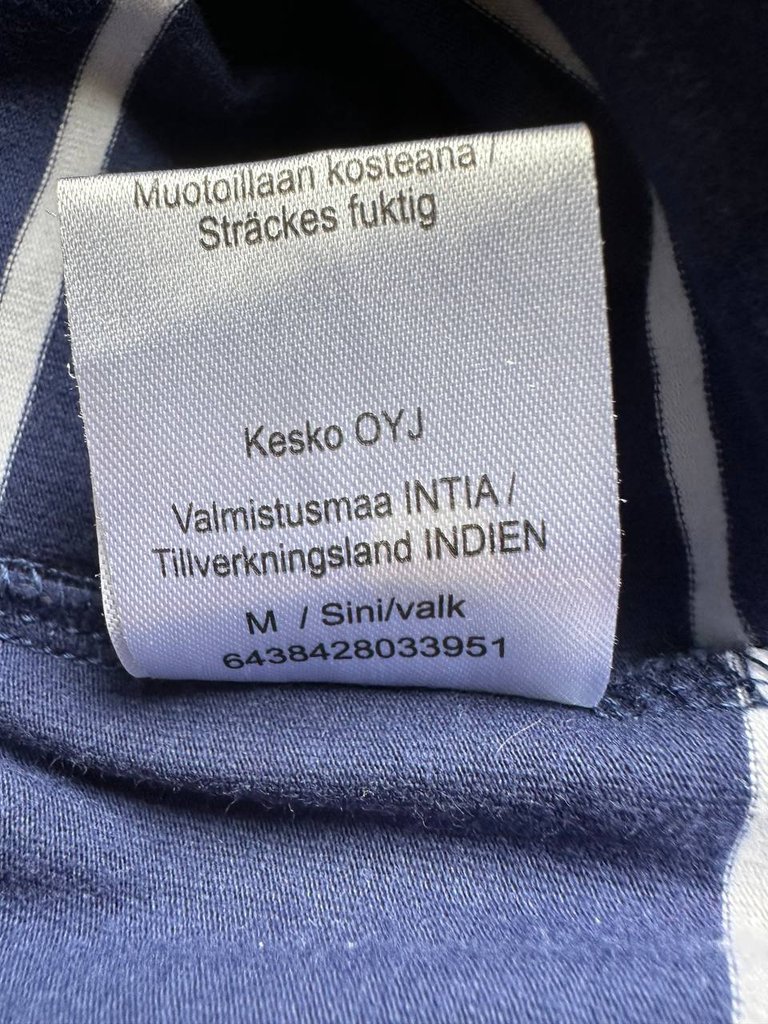 Muotoillaan kosteana /
Sträckes fuktig
Kesko OYJ
Valmistusmaa INTIA /
Tillverkningsland INDIEN
M / Sini/valk
6438428033951